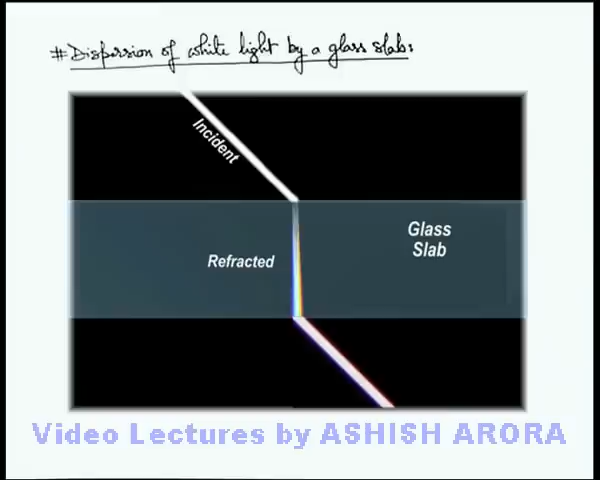 # Dispersion of white light by a glass slab:
Incident
Glass
Slab
Refracted
Video Lectures by ASHISH ARORA